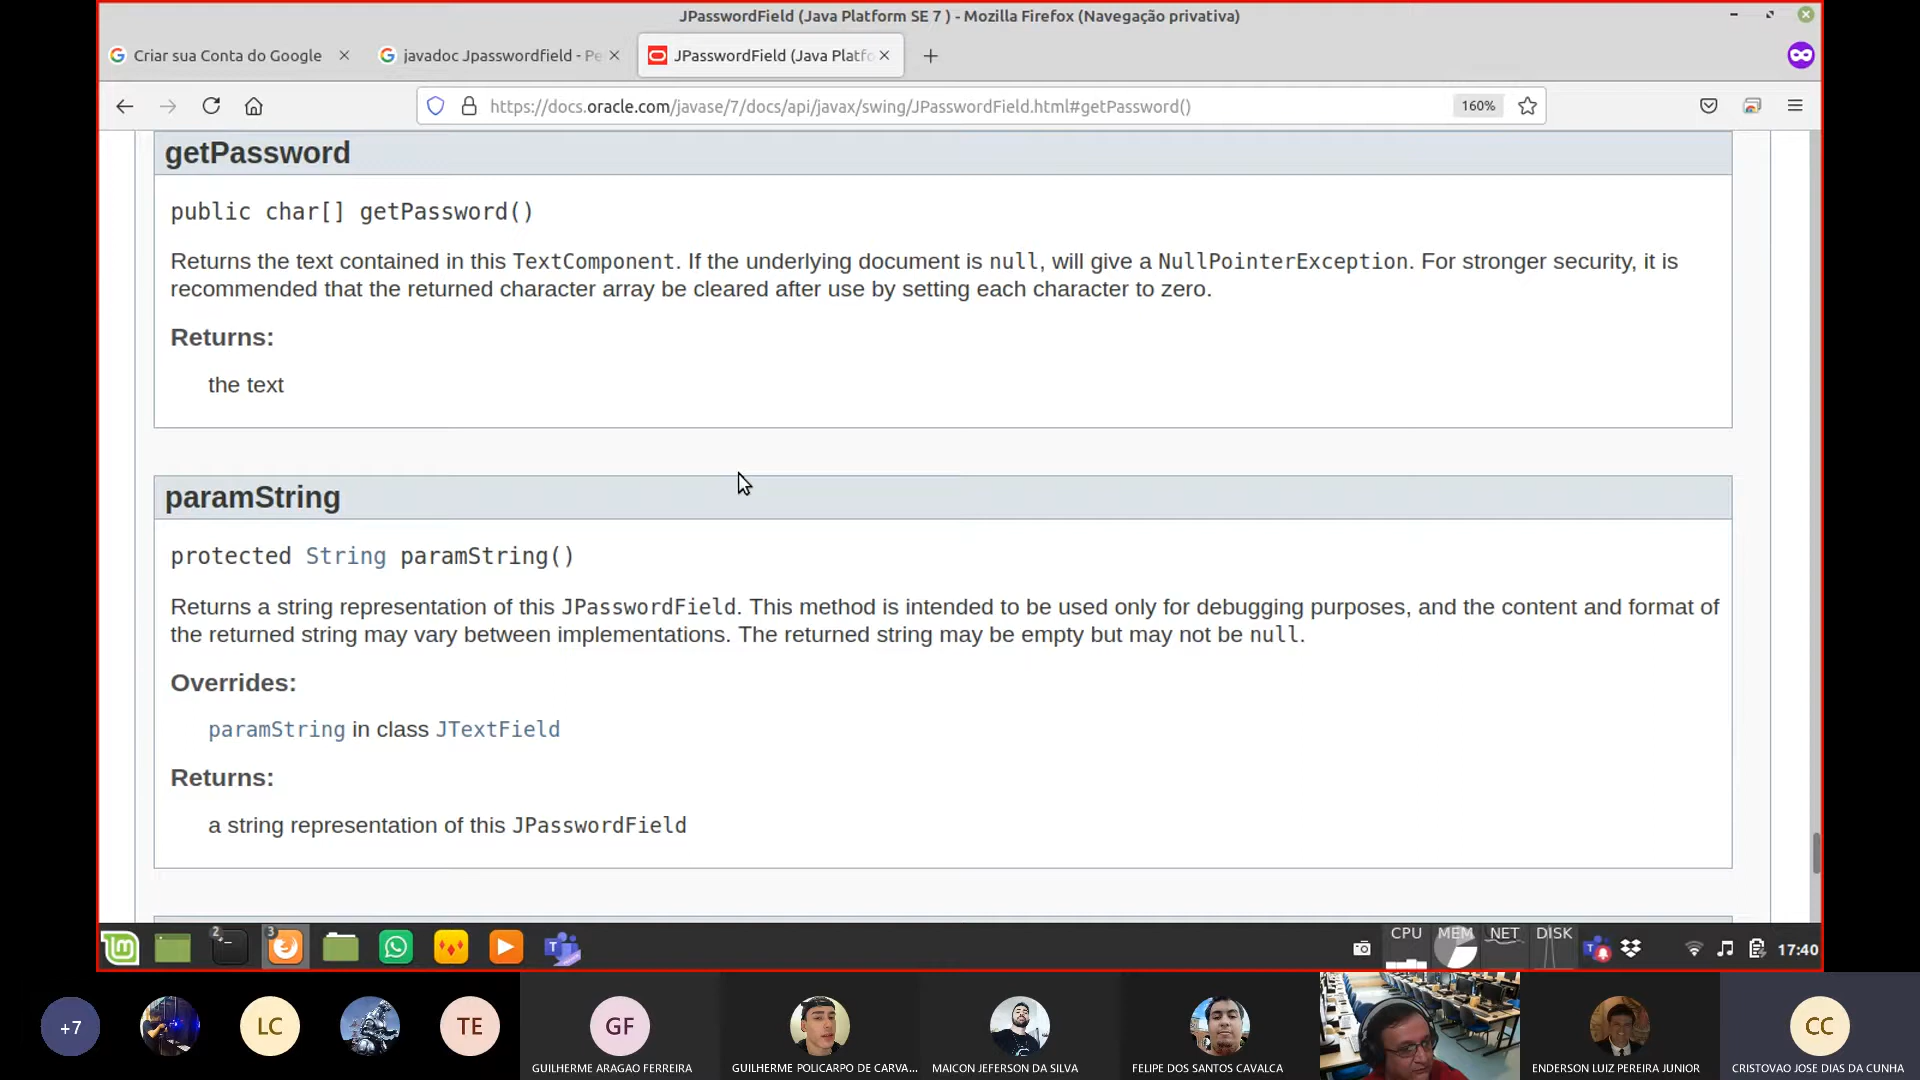 JPasswordField (Java Platform SE 7 ) - Mozilla Firefox (Navegação privativa)
Criar sua Conta do Google
javadoc Jpasswordfield - Pe
JPasswordField (Java Platfo
https://docs.oracle.com/javase/7/docs/api/javax/swing/JPasswordField.html#getPassword()
160%
getPassword
public char[] getPassword()
Returns the text contained in this TextComponent. If the underlying document is null, will give a NullPointerException. For stronger security, it is
recommended that the returned character array be cleared after use by setting each character to zero.
Returns:
the text
paramString
protected String paramString()
Returns a string representation of this JPasswordField. This method is intended to be used only for debugging purposes, and the content and format of
the returned string may vary between implementations. The returned string may be empty but may not be null.
Overrides:
paramString in class JTextField
Returns:
a string representation of this JPasswordField
2
3
CPU MEM NET DISK
17:40
+7
LC
TE
GF
CC
GUILHERME ARAGAO FERREIRA
GUILHERME POLICARPO DE CARVA...
MAICON JEFERSON DA SILVA
FELIPE DOS SANTOS CAVALCA
ENDERSON LUIZ PEREIRA JUNIOR
CRISTOVAO JOSE DIAS DA CUNHA